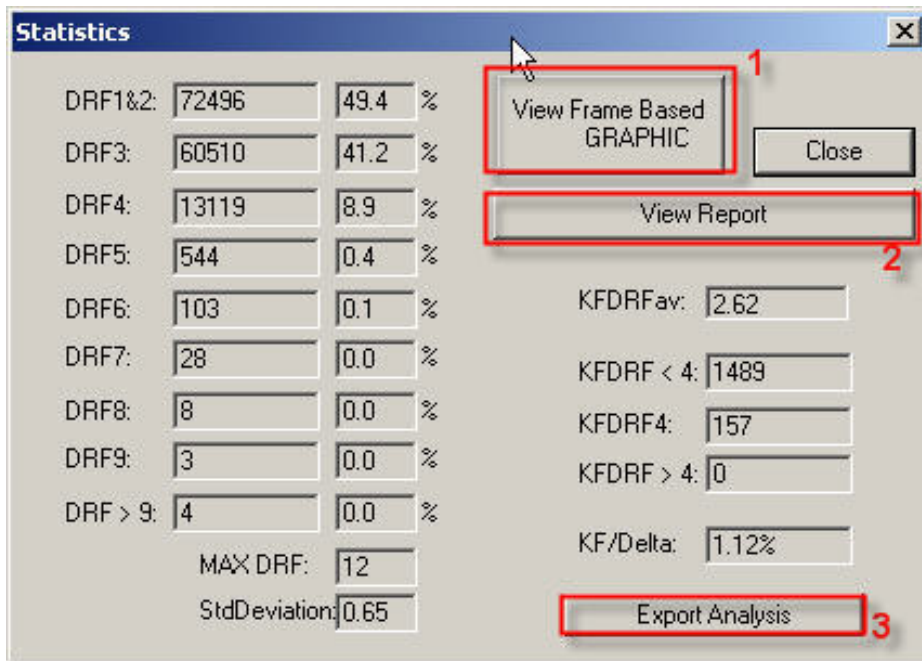 Statistics
DRF1&2: 72496 49.4 %
DRF3: 60510 41.2 %
DRF4: 13119 8.9 %
DRF5: 544 0.4 %
DRF6: 103 0.1 %
DRF7: 28 0.0 %
DRF8: 8 0.0 %
DRF9: 3 0.0 %
DRF > 9: 4 0.0 %
MAX DRF: 12
StdDeviation: 0.65
1
View Frame Based
GRAPHIC
Close
View Report
2
KFDRFav: 2.62
KFDRF < 4: 1489
KFDRF4: 157
KFDRF > 4: 0
KF/Delta: 1.12%
Export Analysis
3